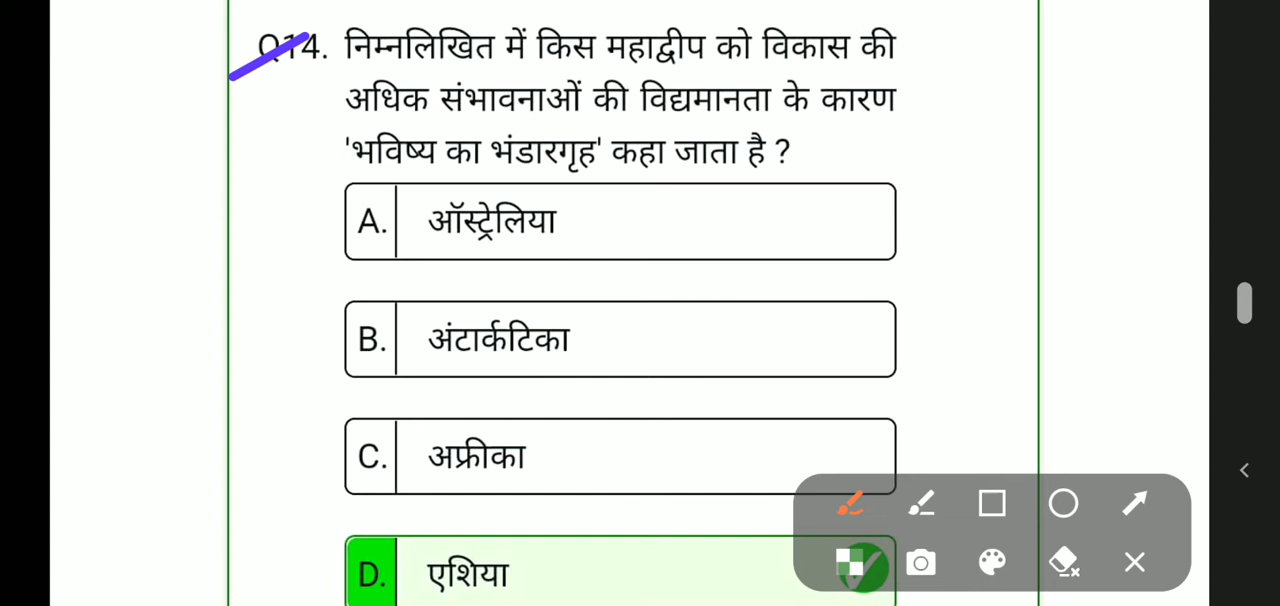 Q14. निम्नलिखित में किस महाद्वीप को विकास की
अधिक संभावनाओं की विद्यमानता के कारण
'भविष्य का भंडारगृह' कहा जाता है ?
A. ऑस्ट्रेलिया
B. अंटार्कटिका
C. अफ्रीका
D. एशिया